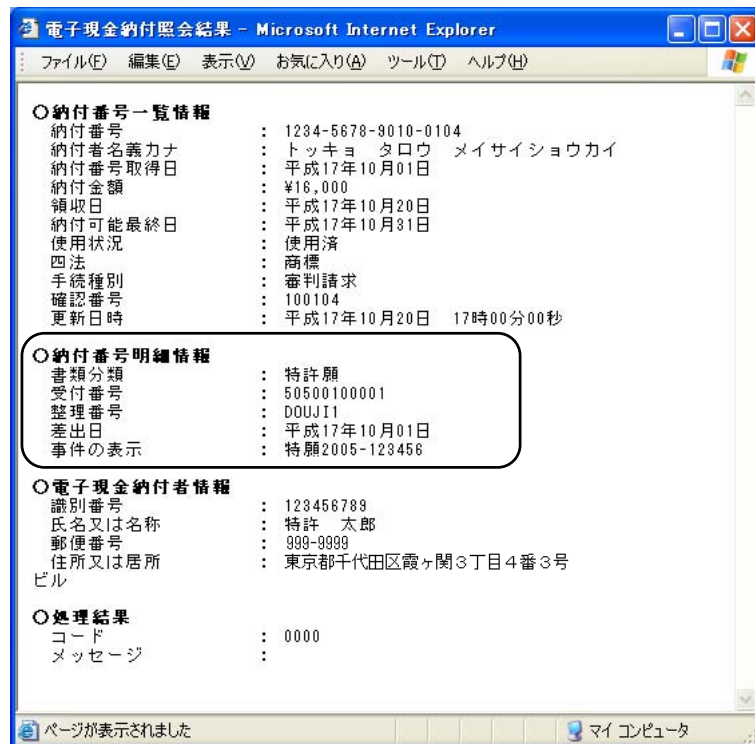 電子現金納付照会結果 - Microsoft Internet Explorer
ファイル(F) 編集(E) 表示(V) お気に入り(A) ツール(T) ヘルプ(H)
○納付番号一覧情報
納付番号 : 1234-5678-9010-0104
納付者名義カナ : トッキョ タロウ メイサイショウカイ
納付番号取得日 : 平成17年10月01日
納付金額 : ¥16,000
領収日 : 平成17年10月20日
納付可能最終日 : 平成17年10月31日
使用状況 : 使用済
四法 : 商標
手続種別 : 審判請求
確認番号 : 100104
更新日時 : 平成17年10月20日 17時00分00秒
○納付番号明細情報
書類分類 : 特許願
受付番号 : 50500100001
整理番号 : DOUJI1
差出日 : 平成17年10月01日
事件の表示 : 特願2005-123456
○電子現金納付者情報
識別番号 : 123456789
氏名又は名称 : 特許 太郎
郵便番号 : 999-9999
住所又は居所 : 東京都千代田区霞ヶ関3丁目4番3号
ビル
○処理結果
コード : 0000
メッセージ :
ページが表示されました
マイ コンピュータ